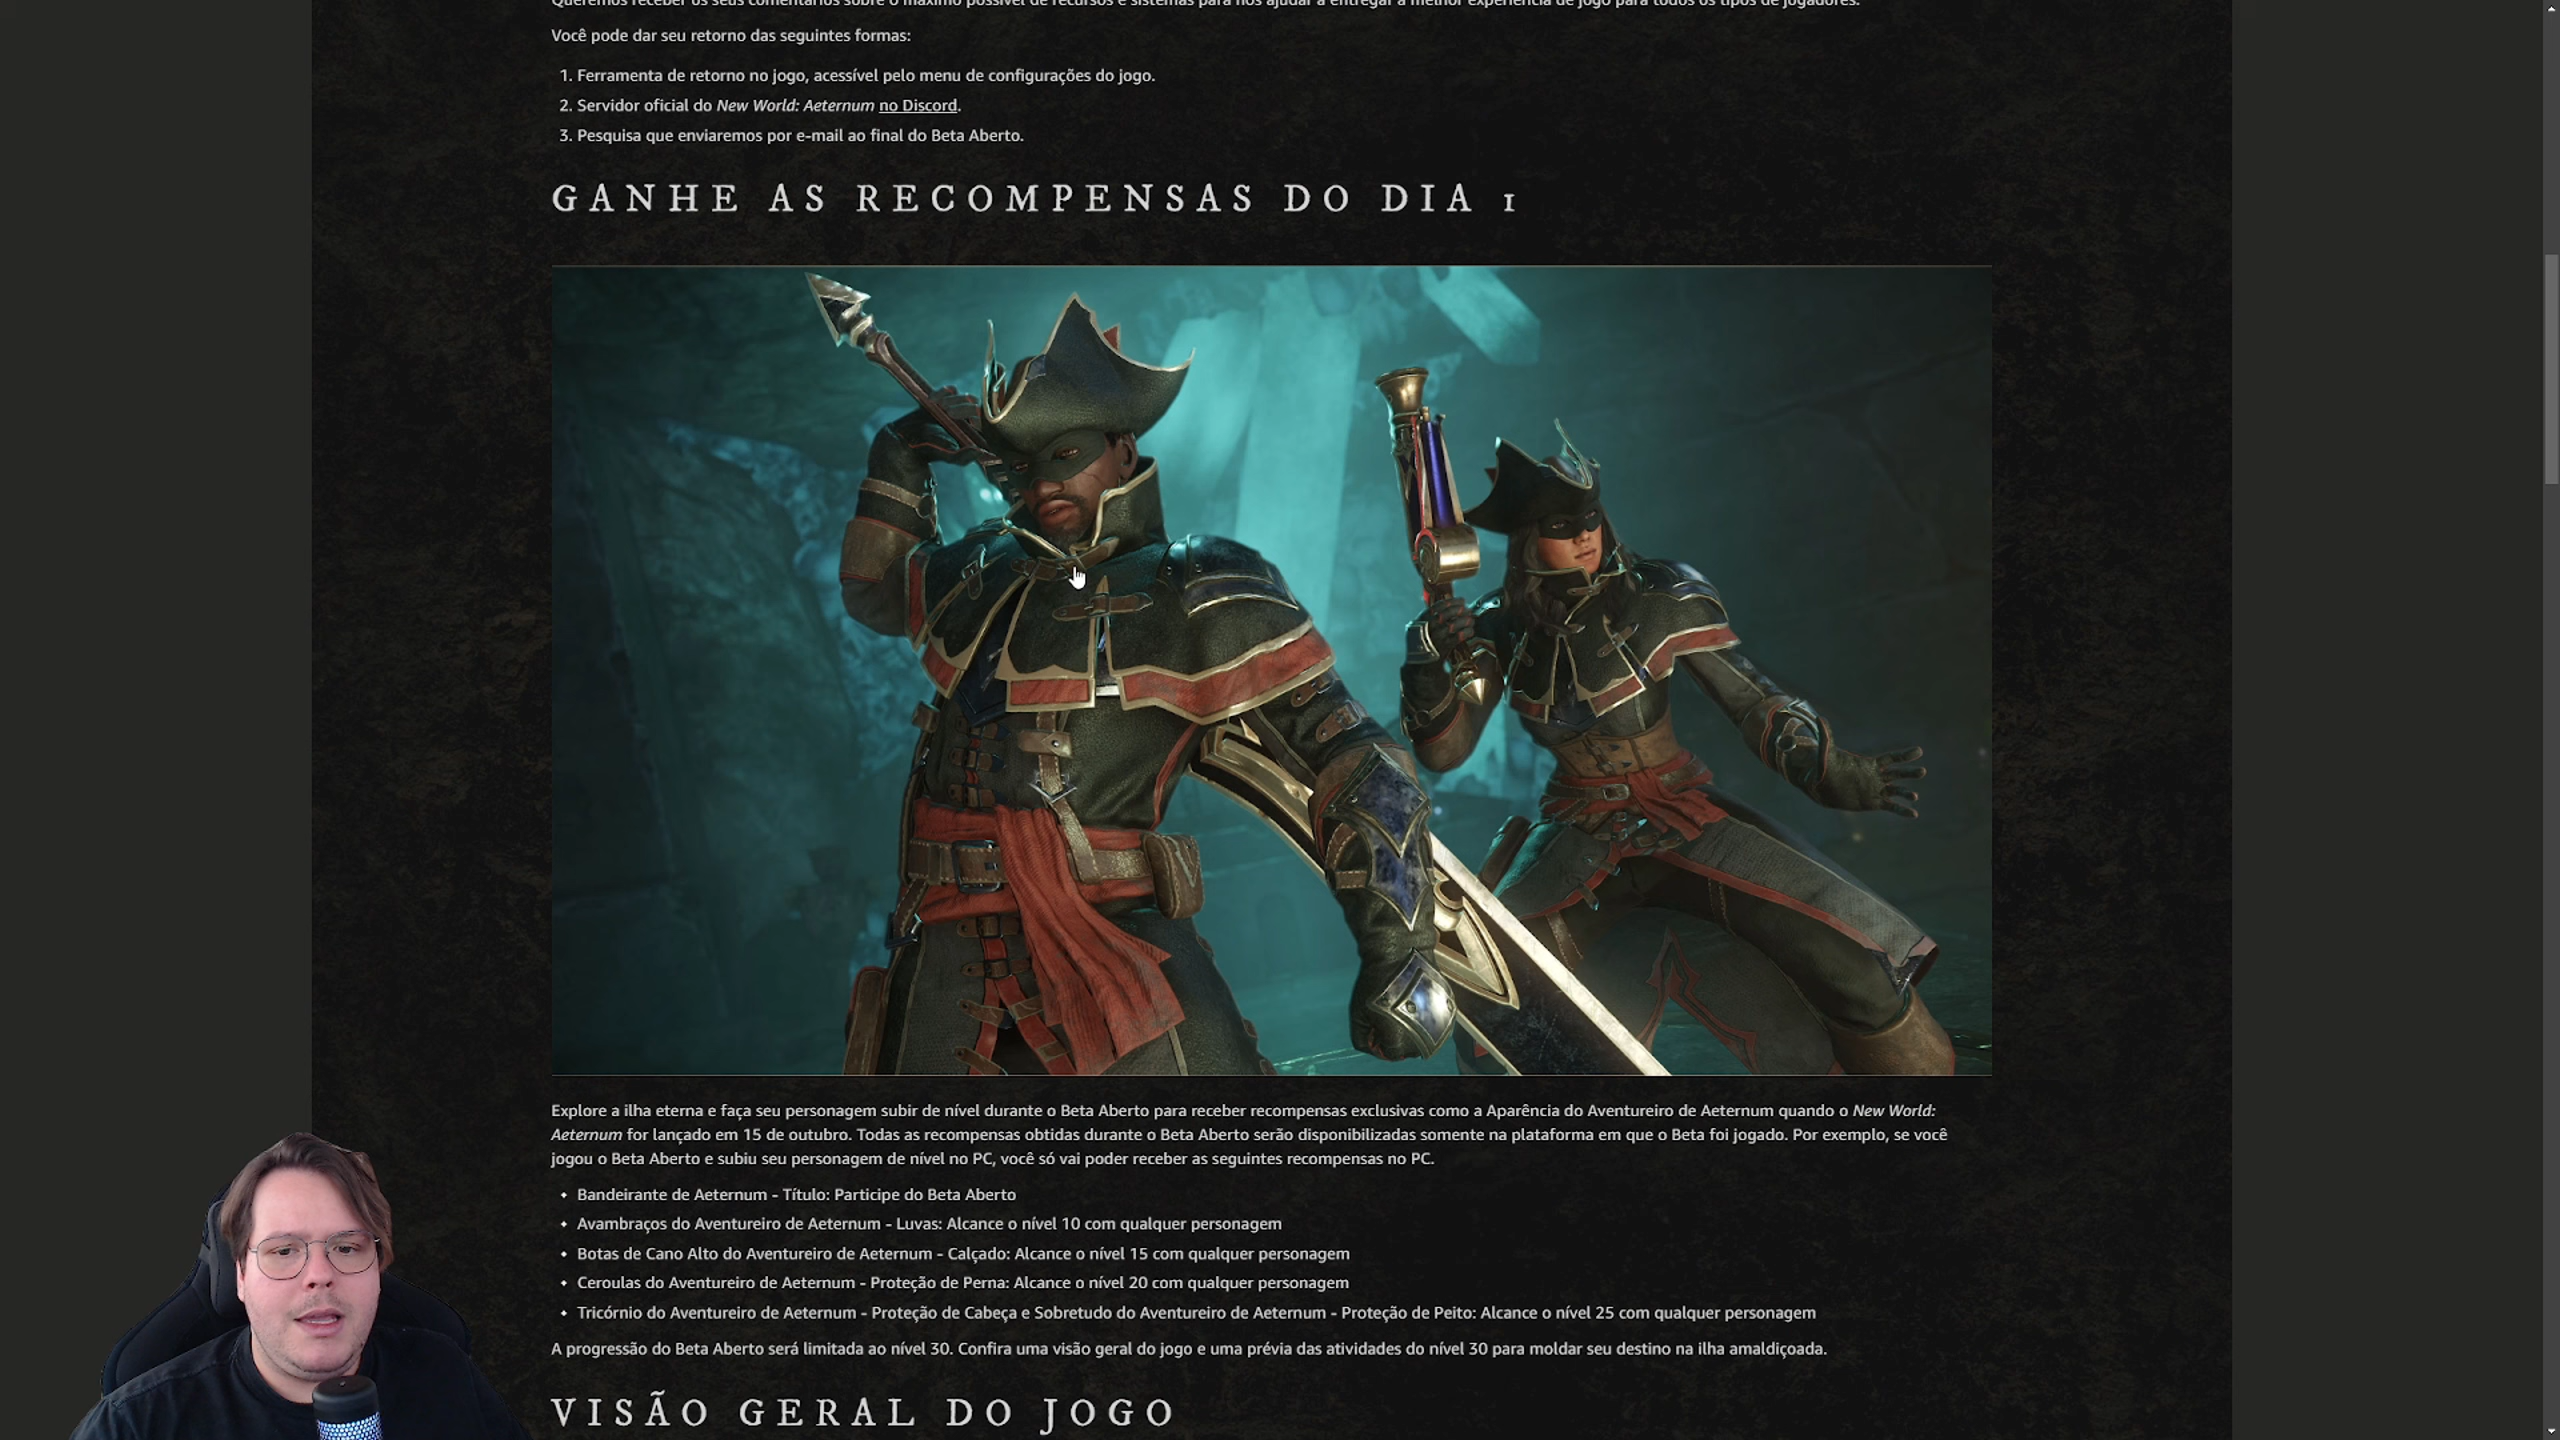 Queremos receber os seus comentários sobre o máximo possível de recursos e sistemas para nos ajudar a entregar a melhor experiência de jogo para todos os tipos de jogadores.
Você pode dar seu retorno das seguintes formas:
1. Ferramenta de retorno no jogo, acessível pelo menu de configurações do jogo.
2. Servidor oficial do New World: Aeternum no Discord.
3. Pesquisa que enviaremos por e-mail ao final do Beta Aberto.
GANHE AS RECOMPENSAS DO DIA 1
Explore a ilha eterna e faça seu personagem subir de nível durante o Beta Aberto para receber recompensas exclusivas como a Aparência do Aventureiro de Aeternum quando o New World:
Aeternum for lançado em 15 de outubro. Todas as recompensas obtidas durante o Beta Aberto serão disponibilizadas somente na plataforma em que o Beta foi jogado. Por exemplo, se você
jogou o Beta Aberto e subiu seu personagem de nível no PC, você só vai poder receber as seguintes recompensas no PC.
• Bandeirante de Aeternum - Título: Participe do Beta Aberto
• Avambraços do Aventureiro de Aeternum - Luvas: Alcance o nível 10 com qualquer personagem
• Botas de Cano Alto do Aventureiro de Aeternum - Calçado: Alcance o nível 15 com qualquer personagem
• Ceroulas do Aventureiro de Aeternum - Proteção de Perna: Alcance o nível 20 com qualquer personagem
• Tricórnio do Aventureiro de Aeternum - Proteção de Cabeça e Sobretudo do Aventureiro de Aeternum - Proteção de Peito: Alcance o nível 25 com qualquer personagem
A progressão do Beta Aberto será limitada ao nível 30. Confira uma visão geral do jogo e uma prévia das atividades do nível 30 para moldar seu destino na ilha amaldiçoada.
VISÃO GERAL DO JOGO